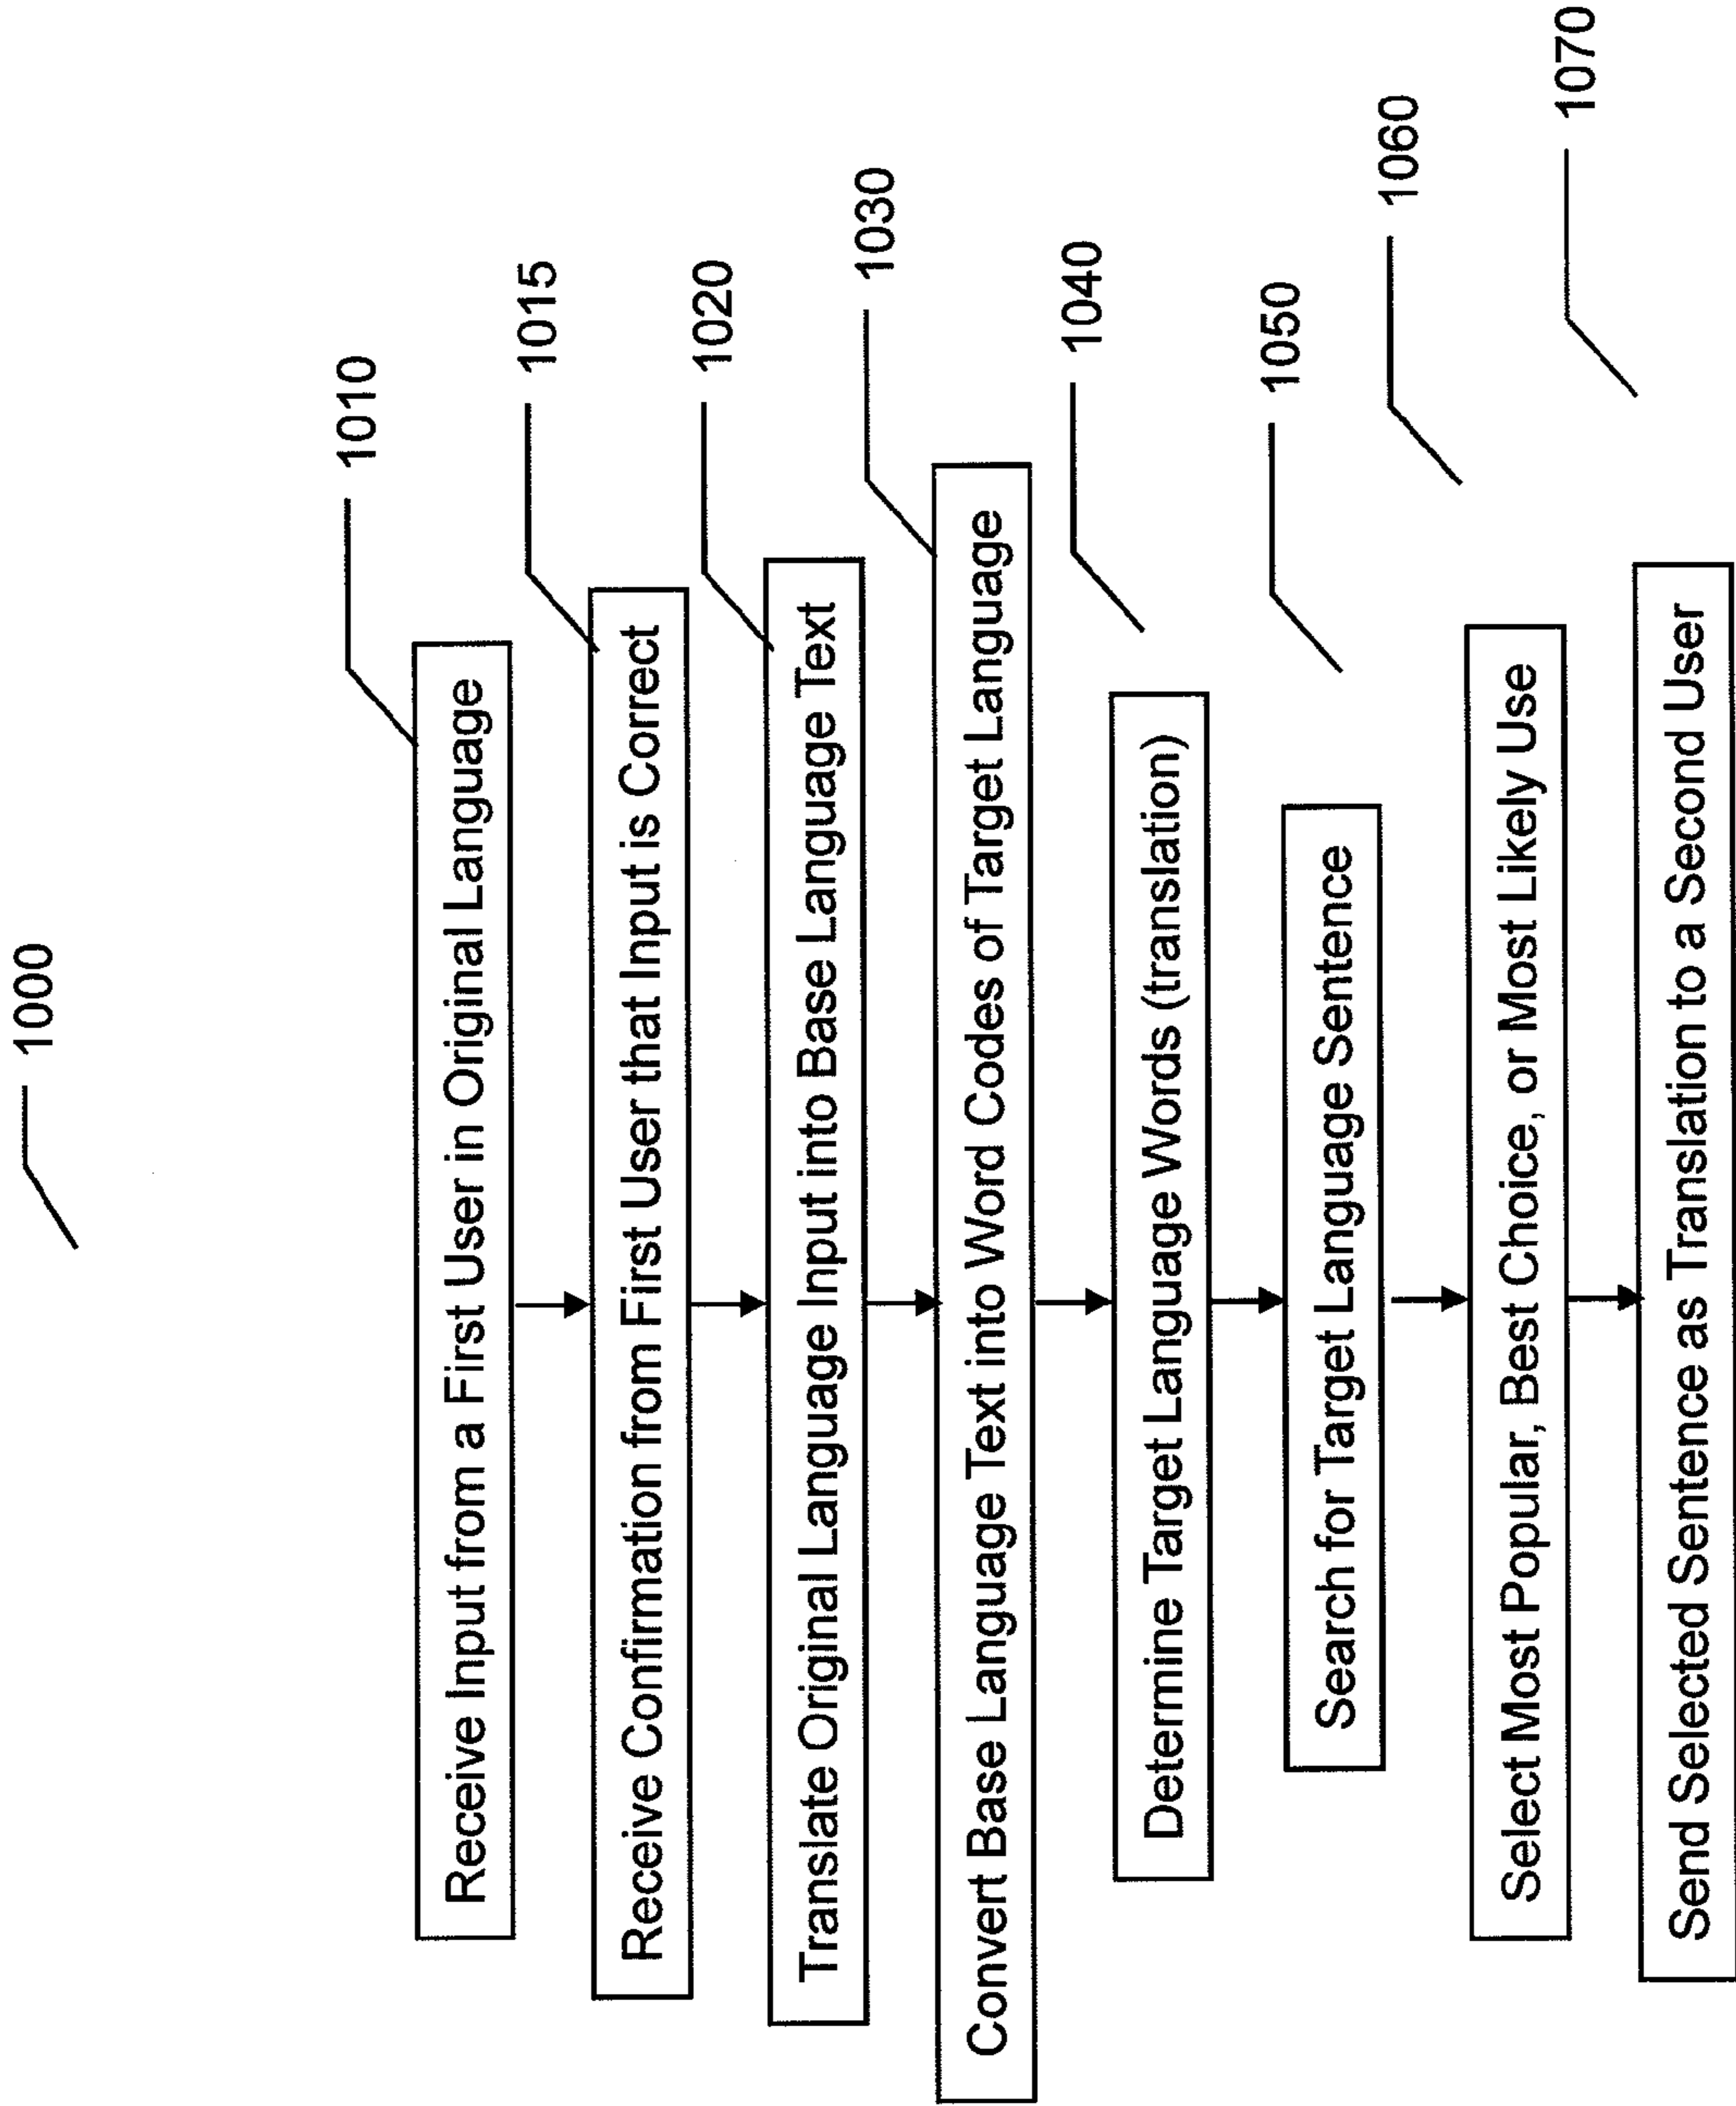 1000
Receive Input from a First User in Original Language
1010
Receive Confirmation from First User that Input is Correct
1015
Translate Original Language Input into Base Language Text
1020
Convert Base Language Text into Word Codes of Target Language
1030
Determine Target Language Words (translation)
1040
Search for Target Language Sentence
1050
Select Most Popular, Best Choice, or Most Likely Use
1060
Send Selected Sentence as Translation to a Second User
1070